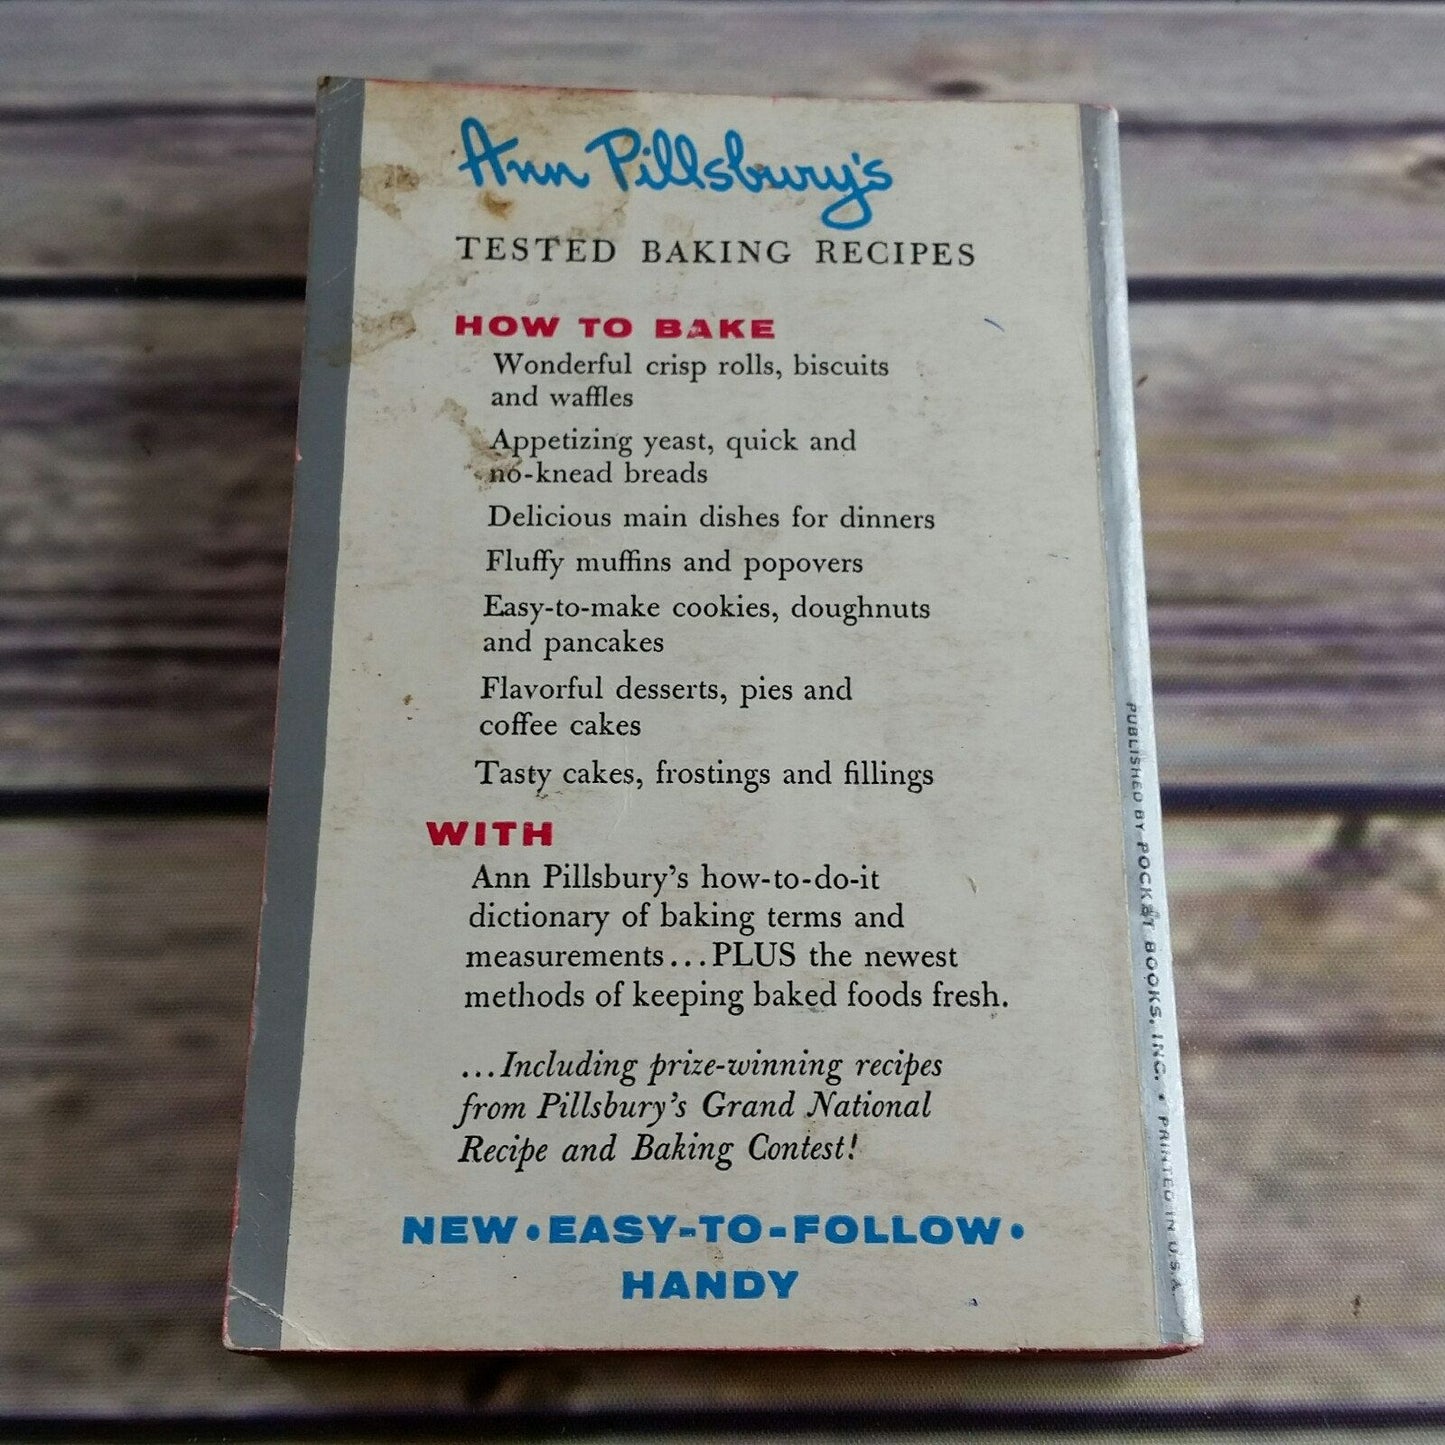 Ann Pillsbury's
TESTED BAKING RECIPES
HOW TO BAKE
Wonderful crisp rolls, biscuits
and waffles
Appetizing yeast, quick and
no-knead breads
Delicious main dishes for dinners
Fluffy muffins and popovers
Easy-to-make cookies, doughnuts
and pancakes
Flavorful desserts, pies and
coffee cakes
Tasty cakes, frostings and fillings
WITH
Ann Pillsbury's how-to-do-it
dictionary of baking terms and
measurements...PLUS the newest
methods of keeping baked foods fresh.
...Including prize-winning recipes
from Pillsbury's Grand National
Recipe and Baking Contest!
NEW • EASY-TO-FOLLOW •
HANDY
PUBLISHED BY POCKET BOOKS, INC. • PRINTED IN U.S.A.